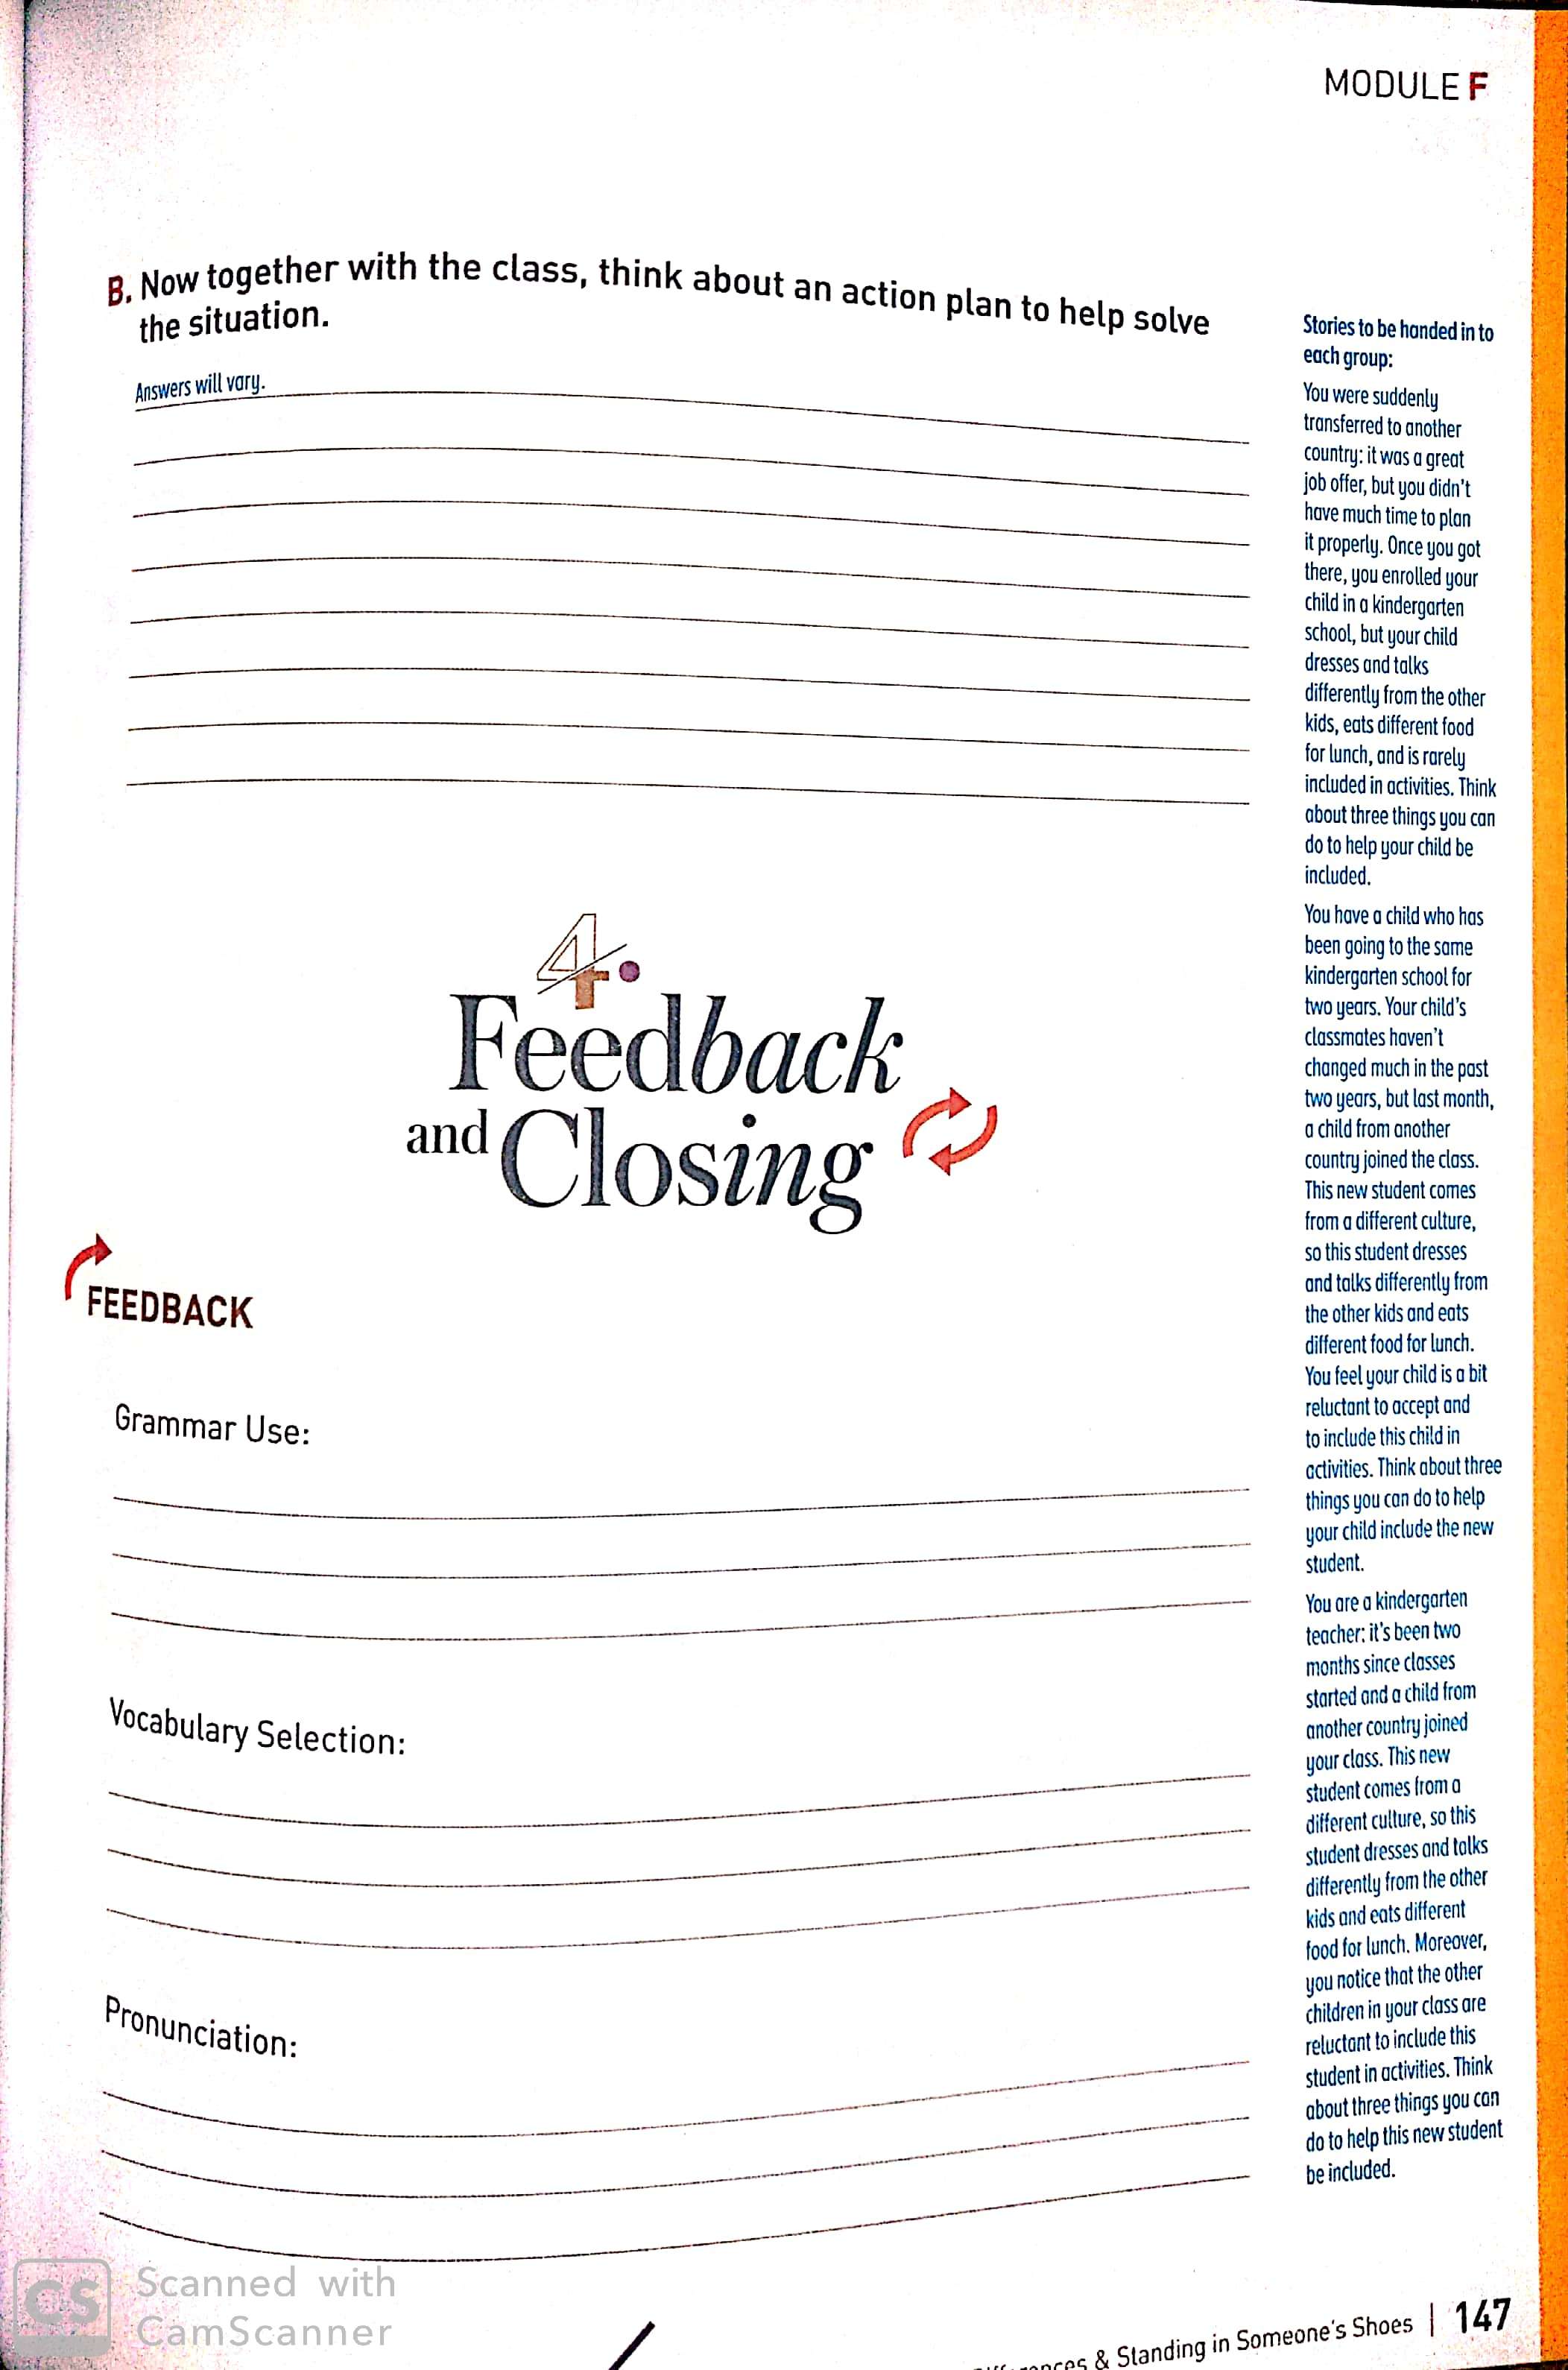 MODULE F
B. Now together with the class, think about an action plan to help solve
the situation.
Answers will vary.
4.
Feedback
and Closing
FEEDBACK
Grammar Use:
Vocabulary Selection:
Pronunciation:
Stories to be handed in to
each group:
You were suddenly
transferred to another
country: it was a great
job offer, but you didn't
have much time to plan
it properly. Once you got
there, you enrolled your
child in a kindergarten
school, but your child
dresses and talks
differently from the other
kids, eats different food
for lunch, and is rarely
included in activities. Think
about three things you can
do to help your child be
included.
You have a child who has
been going to the same
kindergarten school for
two years. Your child's
classmates haven't
changed much in the past
two years, but last month,
a child from another
country joined the class.
This new student comes
from a different culture,
so this student dresses
and talks differently from
the other kids and eats
different food for lunch.
You feel your child is a bit
reluctant to accept and
to include this child in
activities. Think about three
things you can do to help
your child include the new
student.
You are a kindergarten
teacher: it's been two
months since classes
started and a child from
another country joined
your class. This new
student comes from a
different culture, so this
student dresses and talks
differently from the other
kids and eats different
food for lunch. Moreover,
you notice that the other
children in your class are
reluctant to include this
student in activities. Think
about three things you can
do to help this new student
be included.
& Standing in Someone's Shoes | 147
CS Scanned with
CamScanner